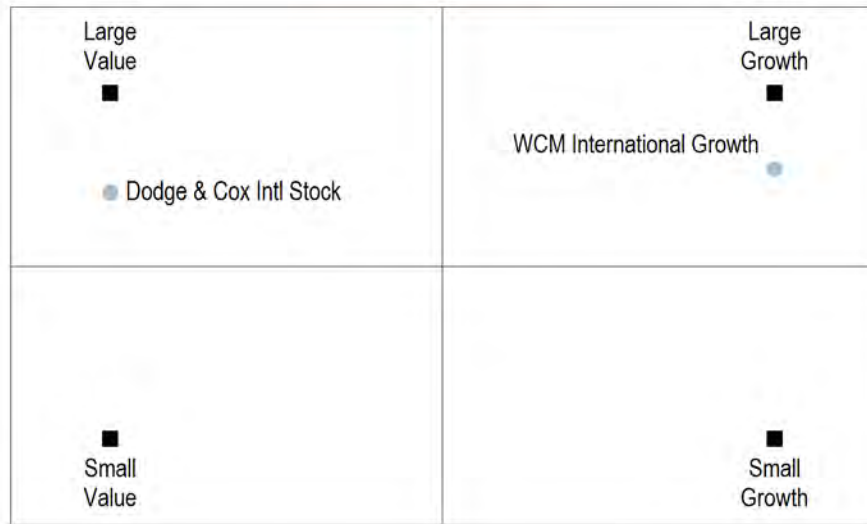 Large
Value
Large
Growth
WCM International Growth
Dodge & Cox Intl Stock
Small
Value
Small
Growth